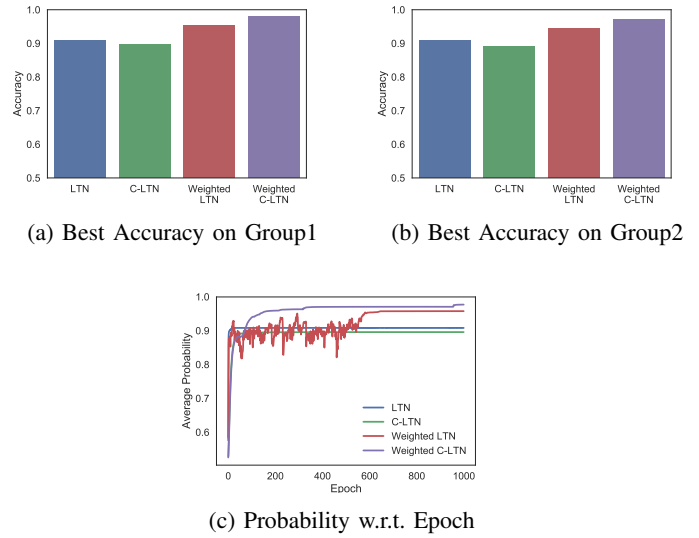 1.0
0.9
0.8
0.7
0.6
0.5
Accuracy
LTN C-LTN Weighted LTN Weighted C-LTN
(a) Best Accuracy on Group1
1.0
0.9
0.8
0.7
0.6
0.5
Accuracy
LTN C-LTN Weighted LTN Weighted C-LTN
(b) Best Accuracy on Group2
1.0
0.9
0.8
0.7
0.6
Average Probability
LTN
C-LTN
Weighted LTN
Weighted C-LTN
0 200 400 600 800 1000
Epoch
(c) Probability w.r.t. Epoch